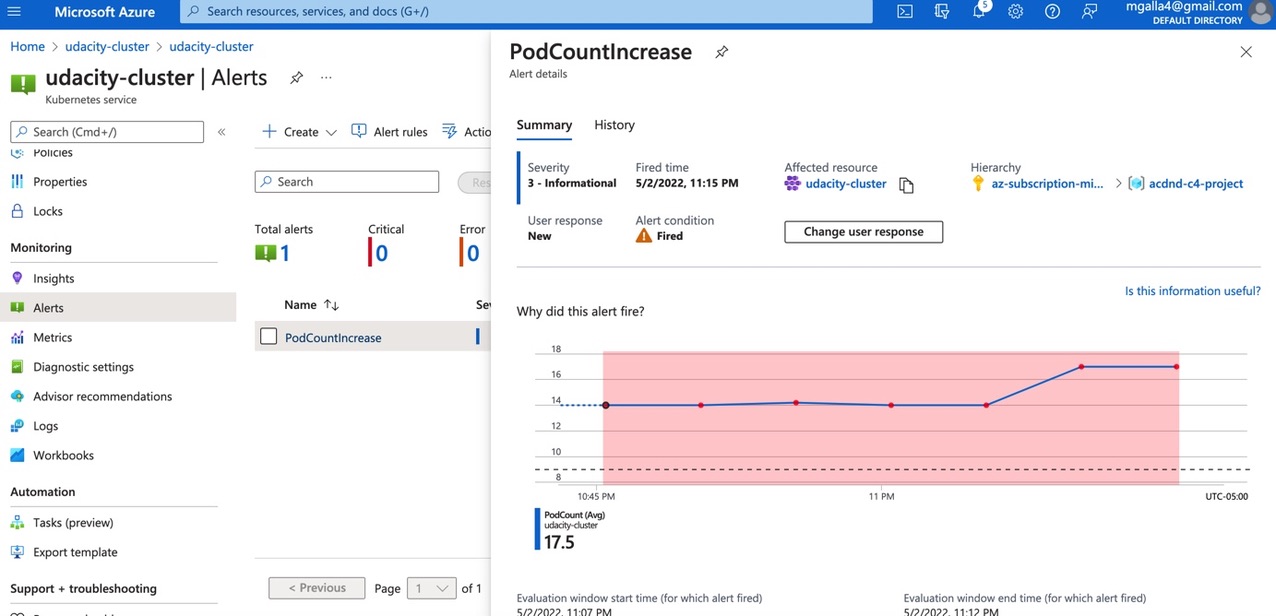 Microsoft Azure
Search resources, services, and docs (G+/)
5
mgalla4@gmail.com
DEFAULT DIRECTORY
Home > udacity-cluster > udacity-cluster
udacity-cluster | Alerts
...
Kubernetes service
Search (Cmd+/)
«
Policies
Properties
Locks
Monitoring
Insights
Alerts
Metrics
Diagnostic settings
Advisor recommendations
Logs
Workbooks
Automation
Tasks (preview)
Export template
Support + troubleshooting
Create
Alert rules
Actio
Search
Res
Total alerts
1
Critical
0
Error
0
Name ↑↓
Sev
PodCountIncrease
< Previous
Page
1
of 1
PodCountIncrease
Alert details
Summary
History
Severity
3 - Informational
Fired time
5/2/2022, 11:15 PM
Affected resource
udacity-cluster
Hierarchy
az-subscription-mi... > acdnd-c4-project
User response
New
Alert condition
Fired
Change user response
Is this information useful?
Why did this alert fire?
18
16
14
12
10
8
10:45 PM
11 PM
UTC-05:00
PodCount (Avg)
udacity-cluster
17.5
Evaluation window start time (for which alert fired)
5/2/2022, 11:07 PM
Evaluation window end time (for which alert fired)
5/2/2022, 11:12 PM